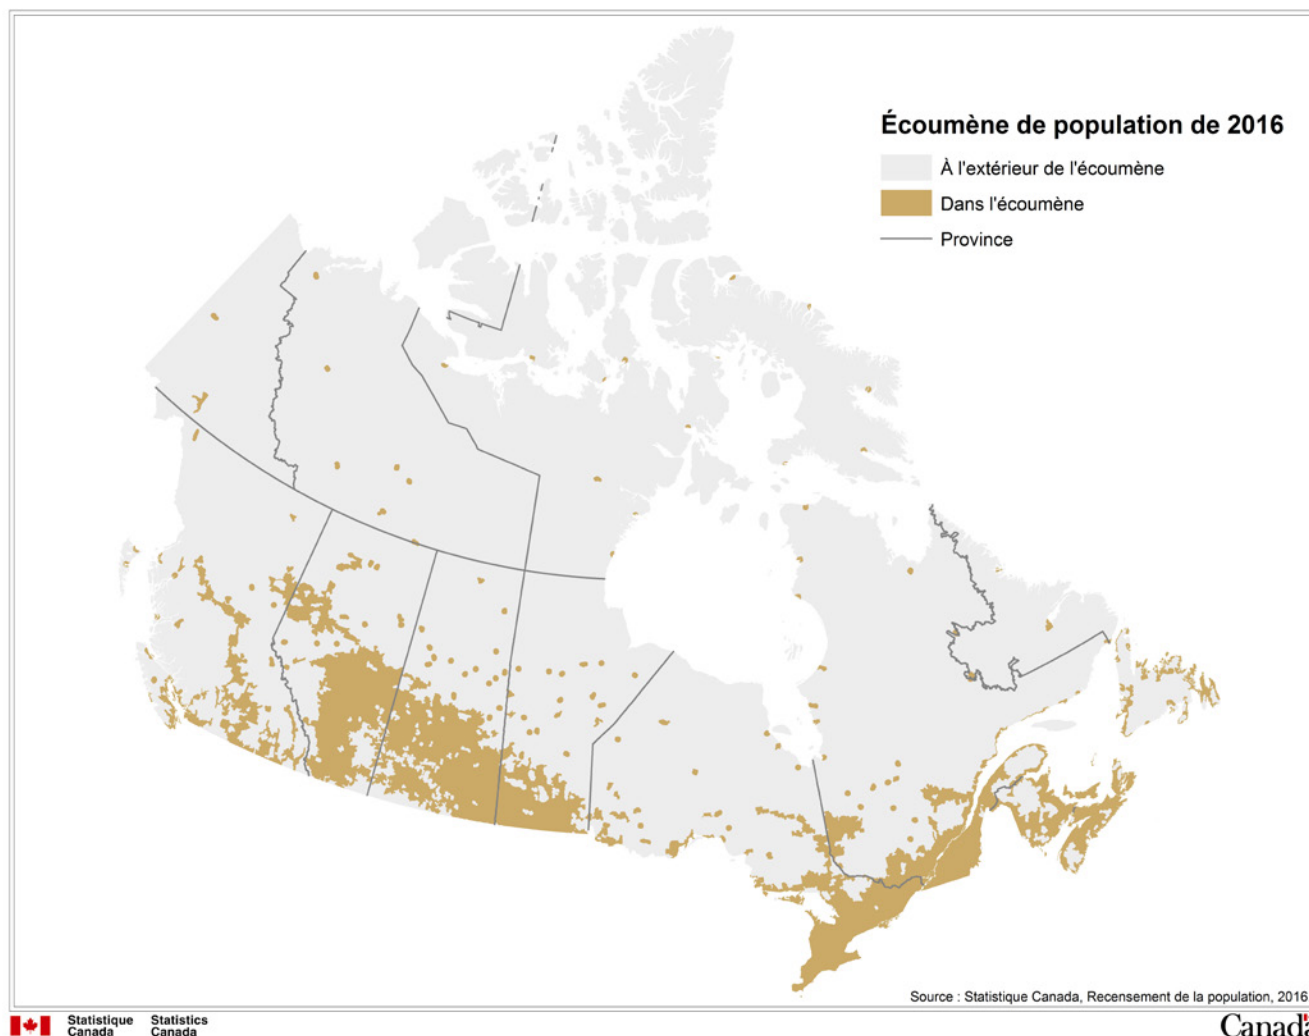 Écoumène de population de 2016
À l'extérieur de l'écoumène
Dans l'écoumène
Province
Source : Statistique Canada, Recensement de la population, 2016
Statistique Statistics
Canada Canada
Canada